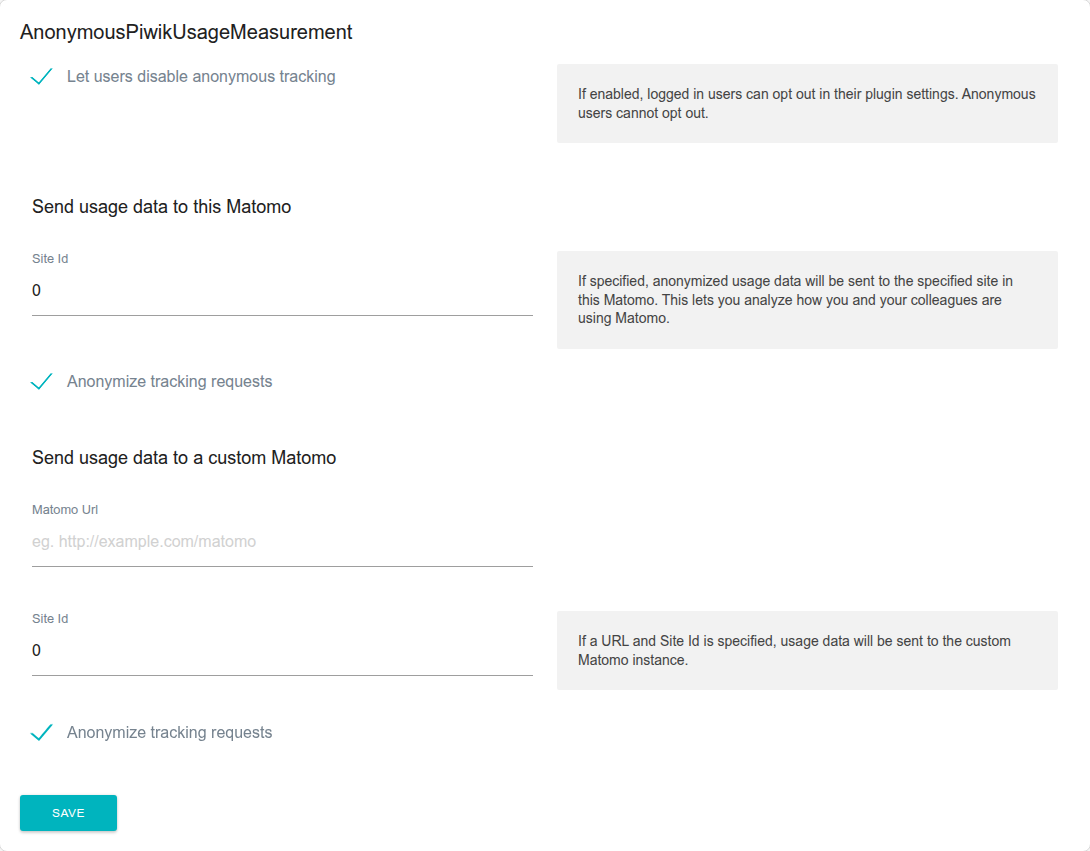 AnonymousPiwikUsageMeasurement
Let users disable anonymous tracking
If enabled, logged in users can opt out in their plugin settings. Anonymous
users cannot opt out.
Send usage data to this Matomo
Site Id
0
If specified, anonymized usage data will be sent to the specified site in
this Matomo. This lets you analyze how you and your colleagues are
using Matomo.
Anonymize tracking requests
Send usage data to a custom Matomo
Matomo Url
eg. http://example.com/matomo
Site Id
0
If a URL and Site Id is specified, usage data will be sent to the custom
Matomo instance.
Anonymize tracking requests
SAVE